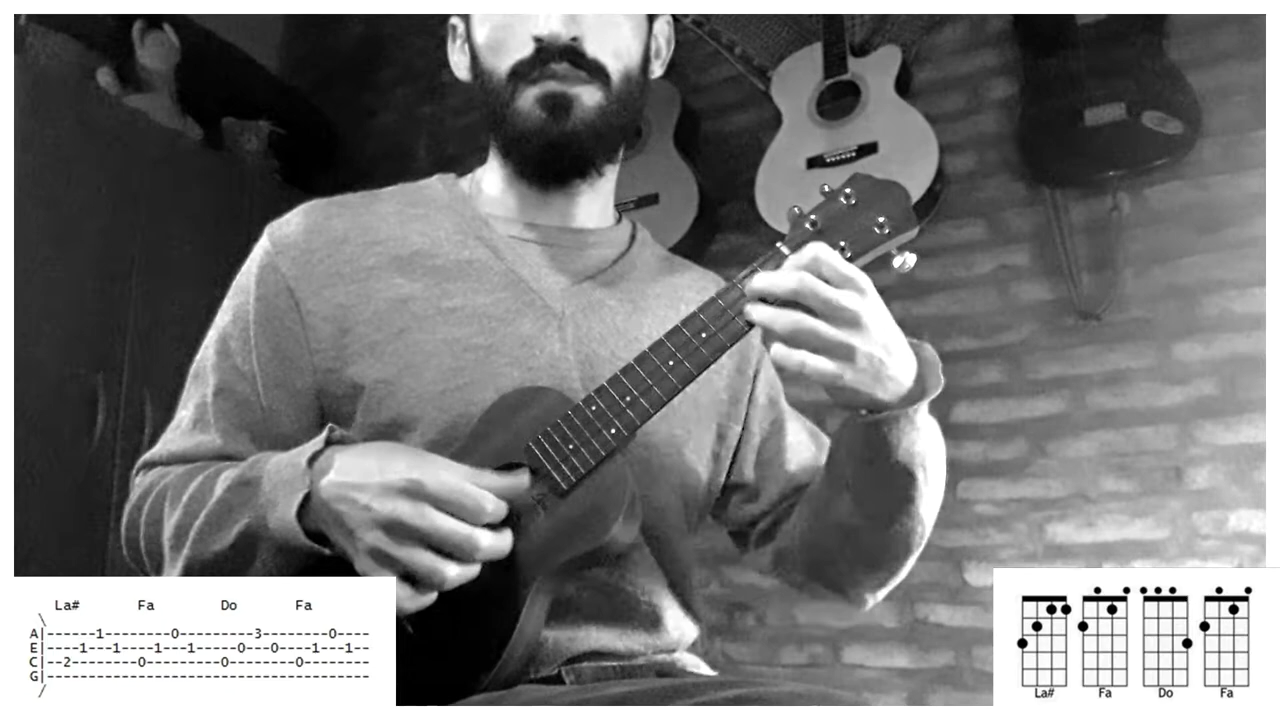 La# Fa Do Fa
\
A|------1--------0---------3--------0----
E|----1---1----1---1-----0---0----1---1--
C|--2--------0---------0--------0--------
G|---------------------------------------
/
La# Fa Do Fa